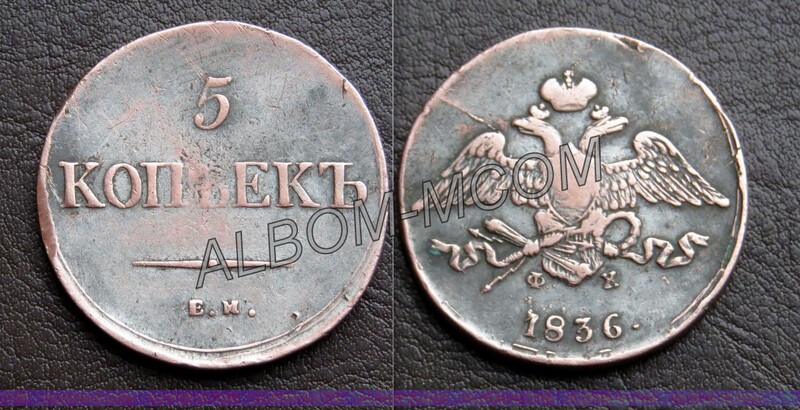 5
КОПѢЕКЪ
Е.М.
Ф Х
1836.
ALBOM-MCOM